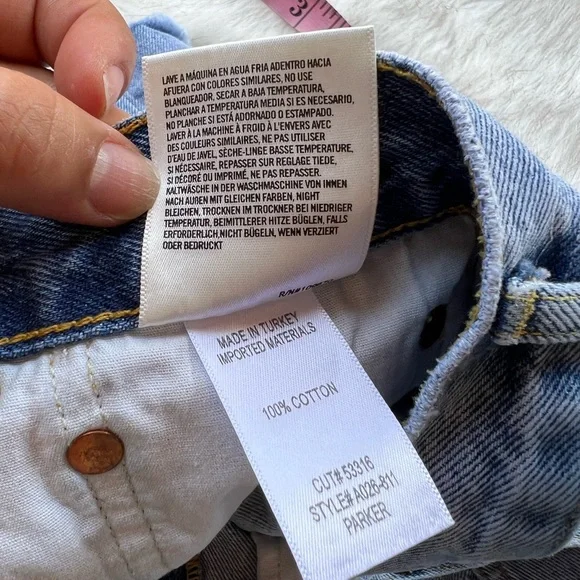 LAVE A MÁQUINA EN AGUA FRIA ADENTRO HACIA
AFUERA CON COLORES SIMILARES, NO USE
BLANQUEADOR, SECAR A BAJA TEMPERATURA,
PLANCHAR A TEMPERATURA MEDIA SI ES NECESARIO,
NO PLANCHE SI ESTÁ ADORNADO O ESTAMPADO.
LAVER À LA MACHINE À FROID À L'ENVERS AVEC
DES COULEURS SIMILAIRES, NE PAS UTILISER
D'EAU DE JAVEL, SÈCHE-LINGE BASSE TEMPERATURE,
SI NÉCESSAIRE, REPASSER SUR REGLAGE TIEDE,
SI DÉCORÉ OU IMPRIMÉ, NE PAS REPASSER.
KALTWÄSCHE IN DER WASCHMASCHINE VON INNEN
NACH AUREN MIT GLEICHEN FARBEN, NIGHT
BLEICHEN, TROCKNEN IM TROCKNER BEI NIEDRIGER
TEMPERATUR, BEIMITTLERER HITZE BÜGLEN, FALLS
ERFORDERLICH,NICHT BÜGELN, WENN VERZIERT
ODER BEDRUCKT
MADE IN TURKEY
IMPORTED MATERIALS
100% COTTON
CUT# 53316
STYLE# A026-811
PARKER